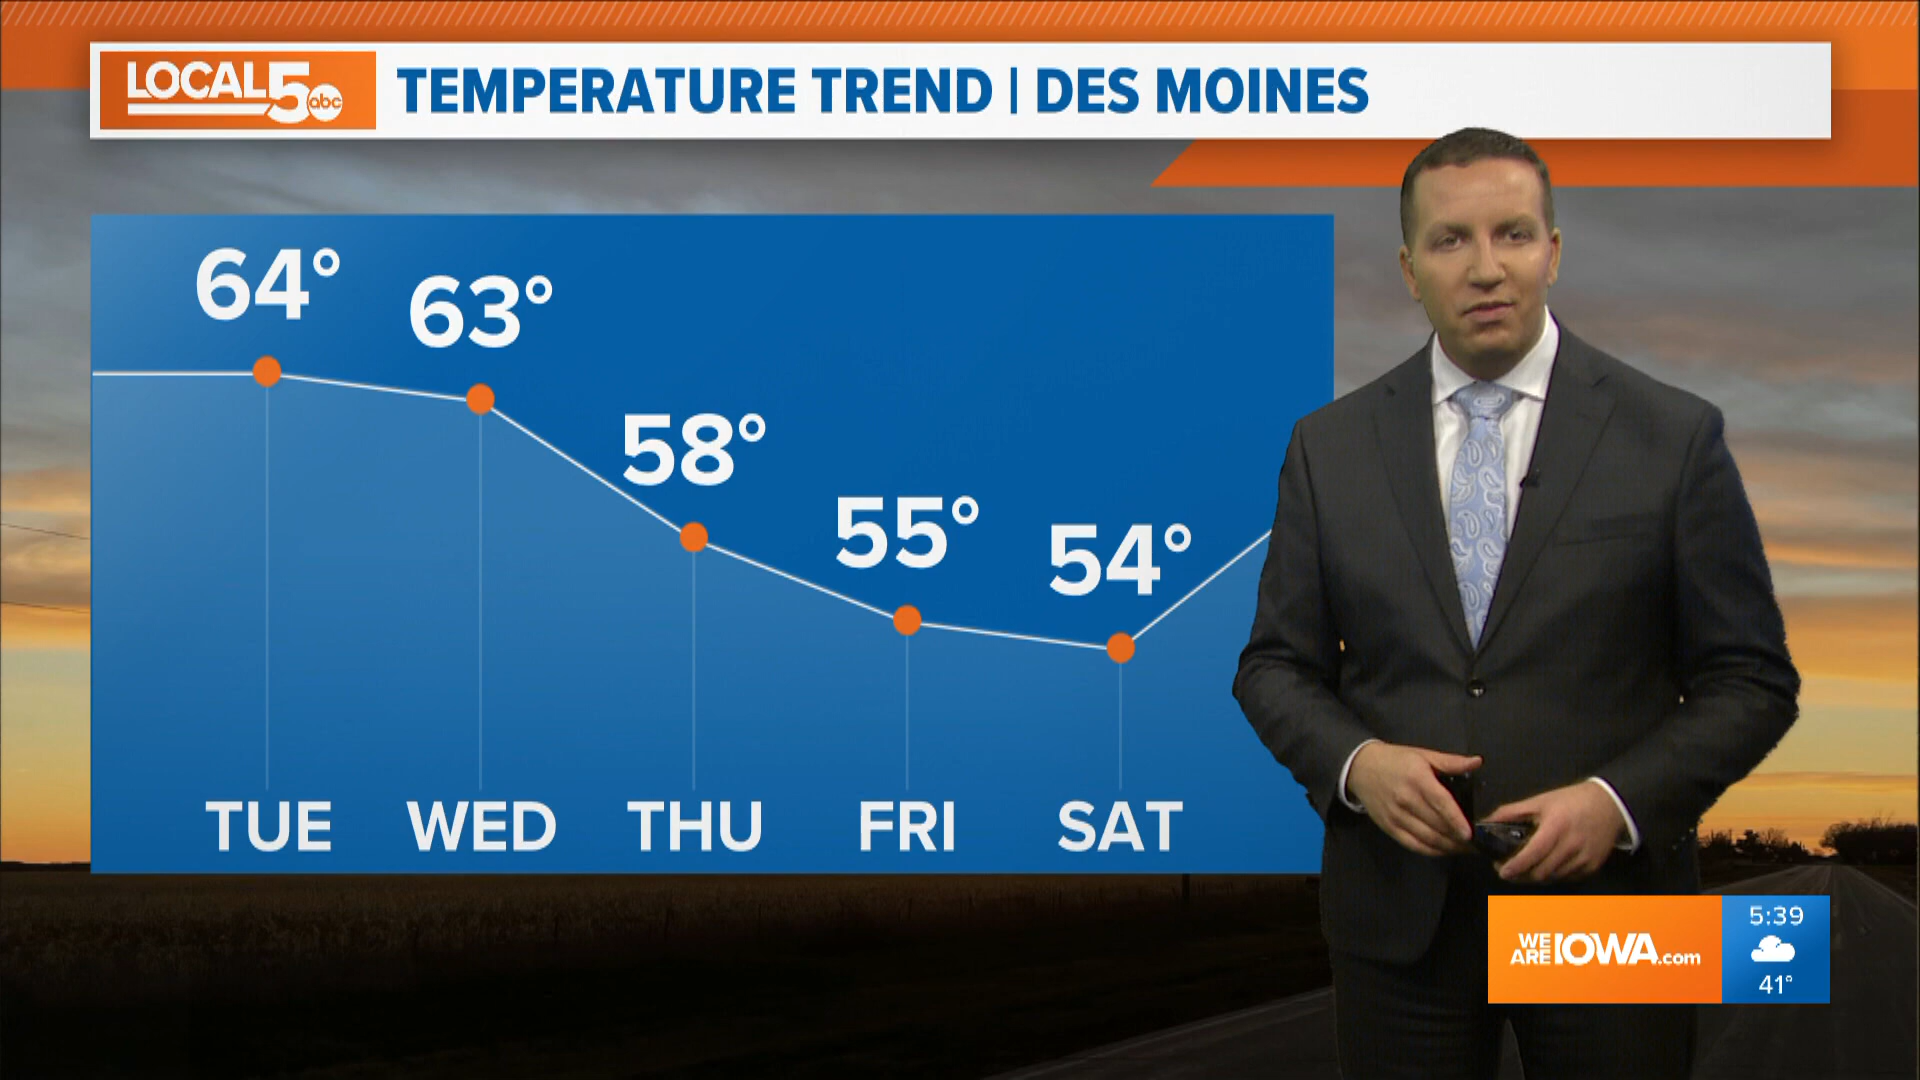 LOCAL 5 abc
TEMPERATURE TREND | DES MOINES
64°
63°
58°
55°
54°
TUE WED THU FRI SAT
WE ARE IOWA.com
5:39
41°